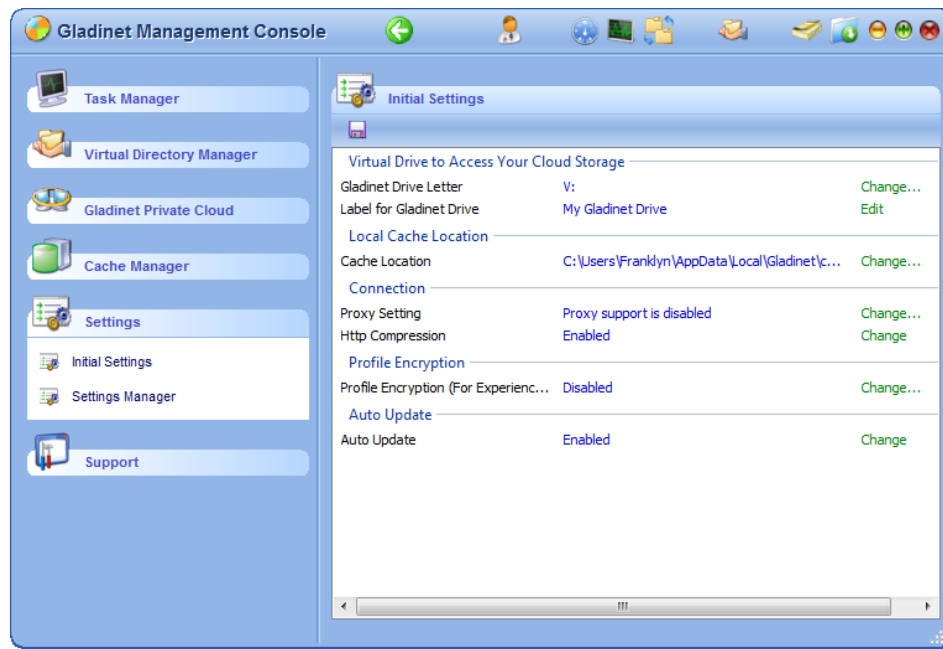 Gladinet Management Console
Task Manager
Virtual Directory Manager
Gladinet Private Cloud
Cache Manager
Settings
Initial Settings
Settings Manager
Support
Initial Settings
Virtual Drive to Access Your Cloud Storage
Gladinet Drive Letter V: Change...
Label for Gladinet Drive My Gladinet Drive Edit
Local Cache Location
Cache Location C:\Users\Franklyn\AppData\Local\Gladinet\c... Change...
Connection
Proxy Setting Proxy support is disabled Change...
Http Compression Enabled Change
Profile Encryption
Profile Encryption (For Experienc... Disabled Change...
Auto Update
Auto Update Enabled Change